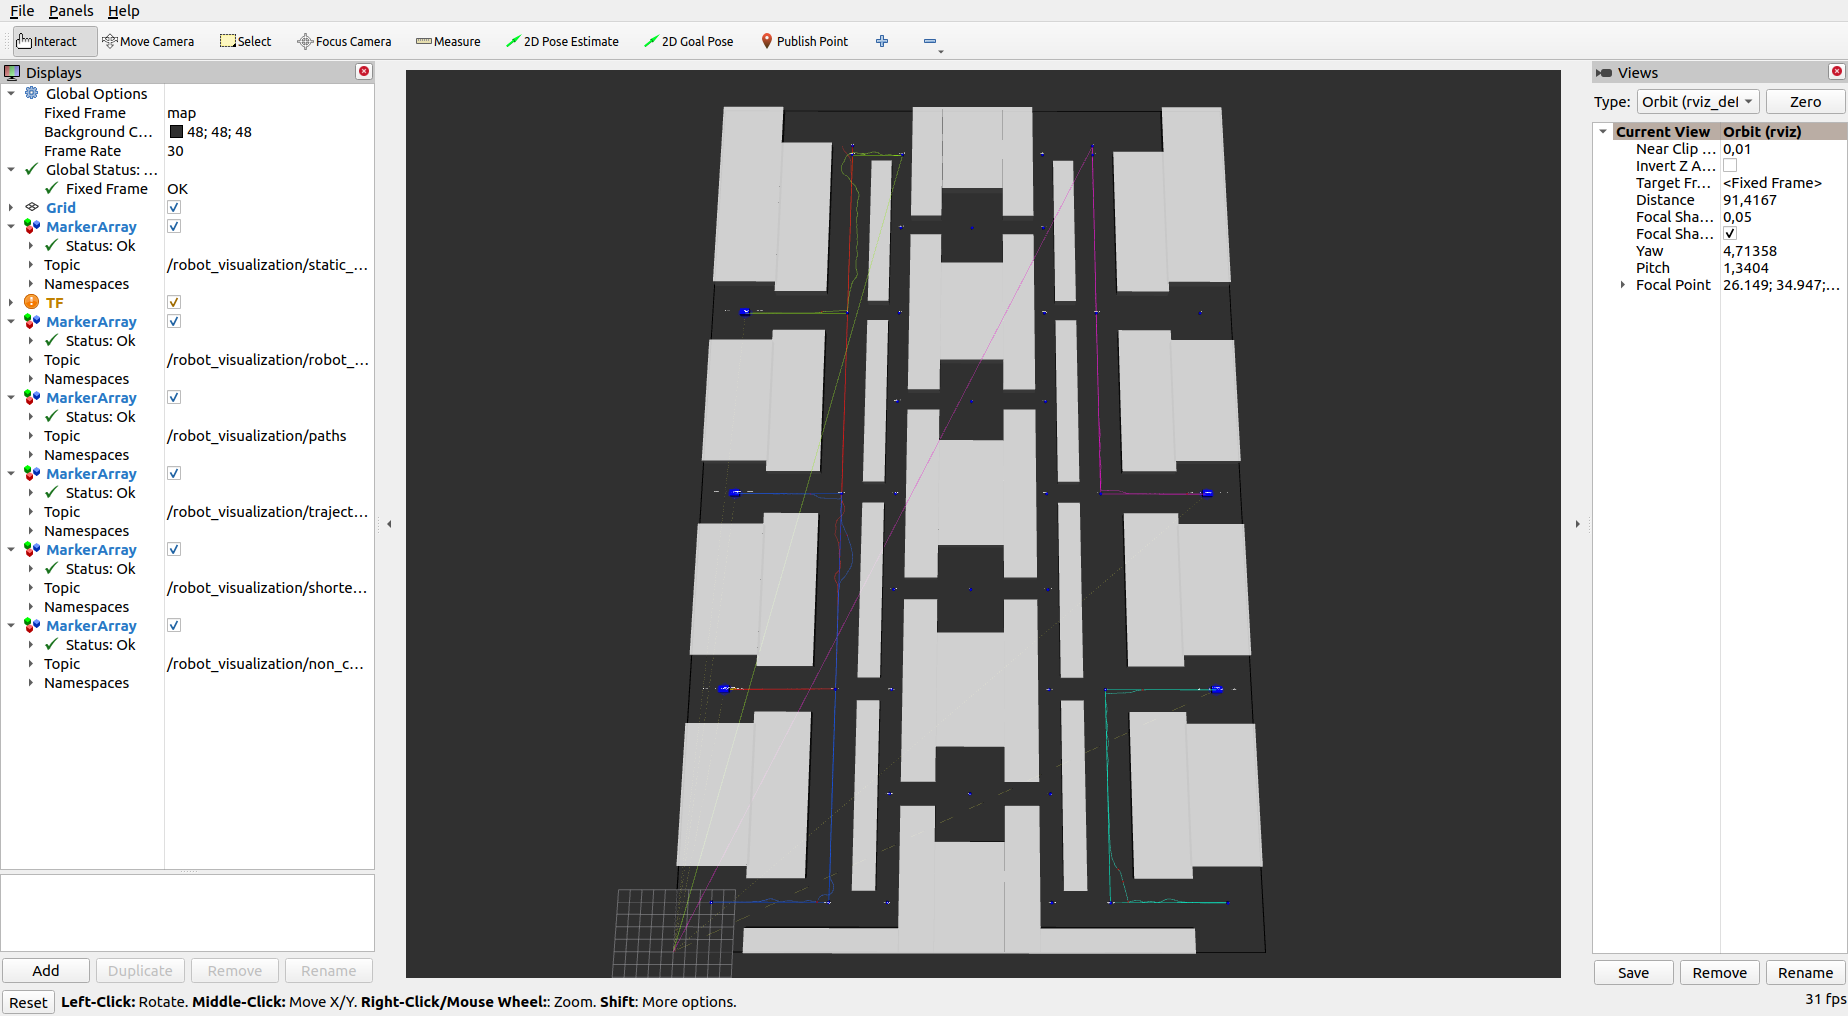 File Panels Help
Interact Move Camera Select Focus Camera Measure 2D Pose Estimate 2D Goal Pose Publish Point
Displays
Global Options
Fixed Frame map
Background C... 48; 48; 48
Frame Rate 30
Global Status: ...
Fixed Frame OK
Grid
MarkerArray
Status: Ok
Topic /robot_visualization/static_...
Namespaces
TF
MarkerArray
Status: Ok
Topic /robot_visualization/robot_...
Namespaces
MarkerArray
Status: Ok
Topic /robot_visualization/paths
Namespaces
MarkerArray
Status: Ok
Topic /robot_visualization/traject...
Namespaces
MarkerArray
Status: Ok
Topic /robot_visualization/shorte...
Namespaces
MarkerArray
Status: Ok
Topic /robot_visualization/non_c...
Namespaces
Add Duplicate Remove Rename
Reset Left-Click: Rotate. Middle-Click: Move X/Y. Right-Click/Mouse Wheel:: Zoom. Shift: More options.
Views
Type: Orbit (rviz_def Zero
Current View Orbit (rviz)
Near Clip ... 0,01
Invert Z A...
Target Fr... <Fixed Frame>
Distance 91,4167
Focal Sha... 0,05
Focal Sha...
Yaw 4,71358
Pitch 1,3404
Focal Point 26.149; 34.947;...
Save Remove Rename
31 fps